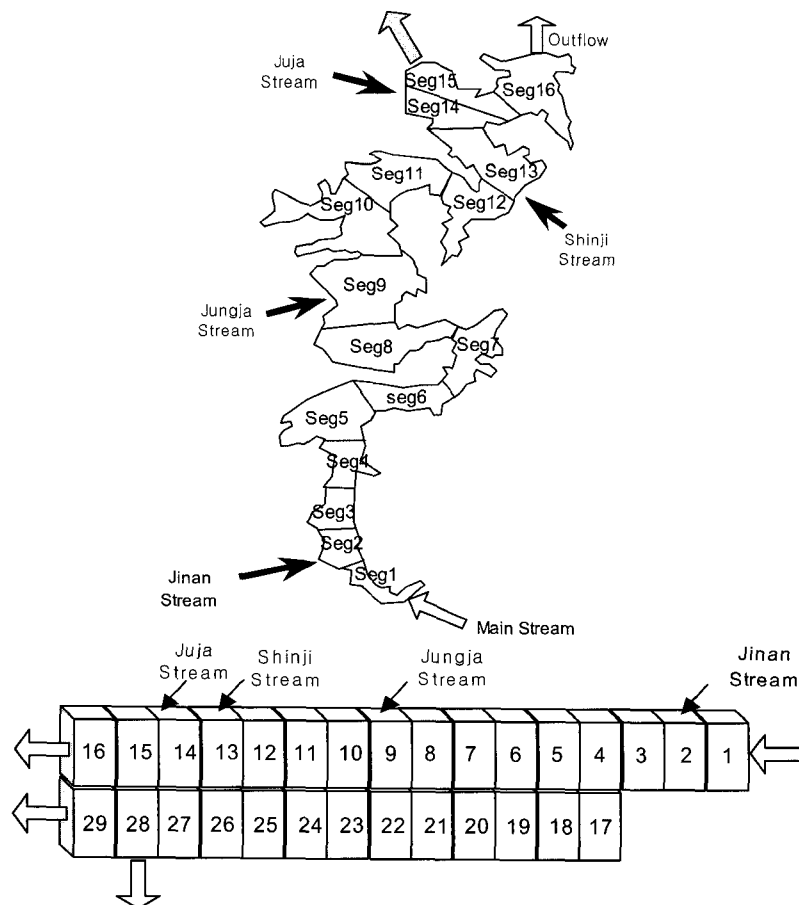 Outflow
Juja
Stream
Seg15
Seg16
Seg14
Seg13
Seg11
Seg12
Seg10
Shinji
Stream
Seg9
Jungja
Stream
Seg8
Seg7
seg6
Seg5
Seg4
Seg3
Seg2
Seg1
Jinan
Stream
Main Stream
Juja
Stream
Shinji
Stream
Jungja
Stream
Jinan
Stream
16 15 14 13 12 11 10 9 8 7 6 5 4 3 2 1
29 28 27 26 25 24 23 22 21 20 19 18 17